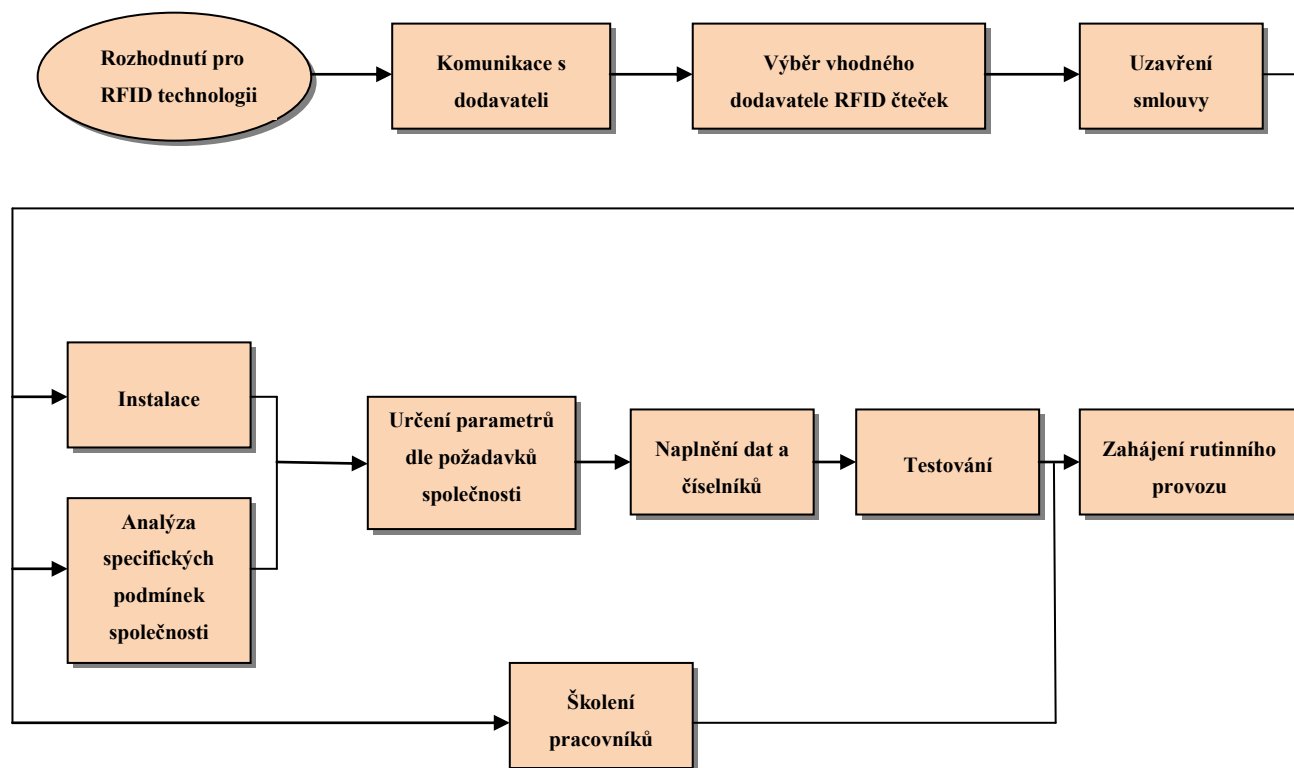 Rozhodnutí pro
RFID technologii
Komunikace s
dodavateli
Výběr vhodného
dodavatele RFID čteček
Uzavření
smlouvy
Instalace
Analýza
specifických
podmínek
společnosti
Určení parametrů
dle požadavků
společnosti
Naplnění dat a
číselníků
Testování
Zahájení rutinního
provozu
Školení
pracovníků